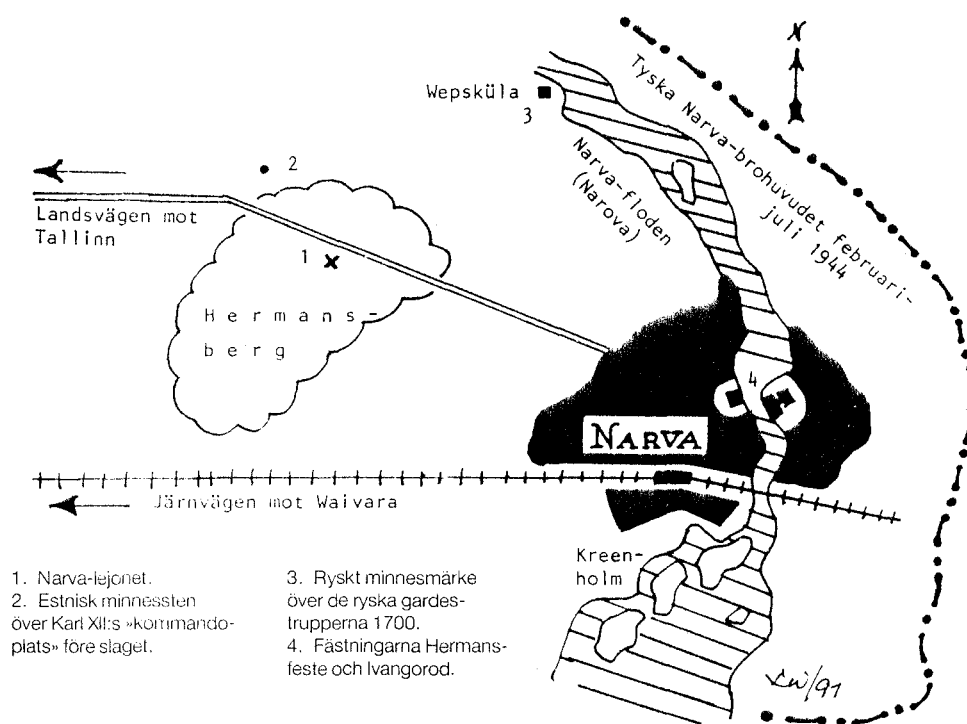 N
Wepsküla
3
Tyska Narva-brohuvudet februari-
juli 1944
Narva-floden
(Narova)
2
Landsvägen mot
Tallinn
1
Hermans-
berg
4
NARVA
Järnvägen mot Waivara
Kreen-
holm
1. Narva-lejonet.
2. Estnisk minnessten
över Karl XII:s »kommando-
plats» före slaget.
3. Ryskt minnesmärke
över de ryska gardes-
trupperna 1700.
4. Fästningarna Hermans-
feste och Ivangorod.
/91